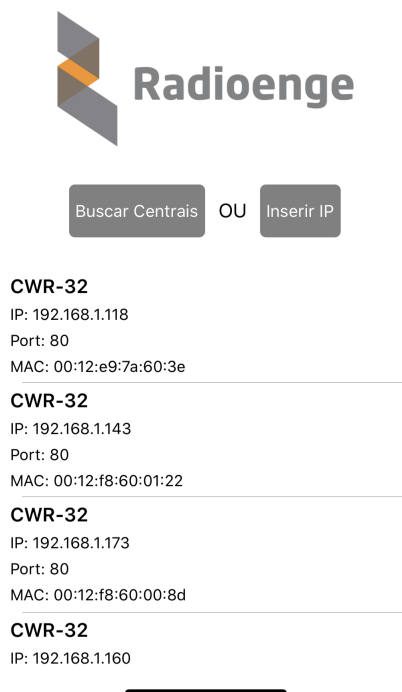 Radioenge
Buscar Centrais OU Inserir IP
CWR-32
IP: 192.168.1.118
Port: 80
MAC: 00:12:e9:7a:60:3e
CWR-32
IP: 192.168.1.143
Port: 80
MAC: 00:12:f8:60:01:22
CWR-32
IP: 192.168.1.173
Port: 80
MAC: 00:12:f8:60:00:8d
CWR-32
IP: 192.168.1.160